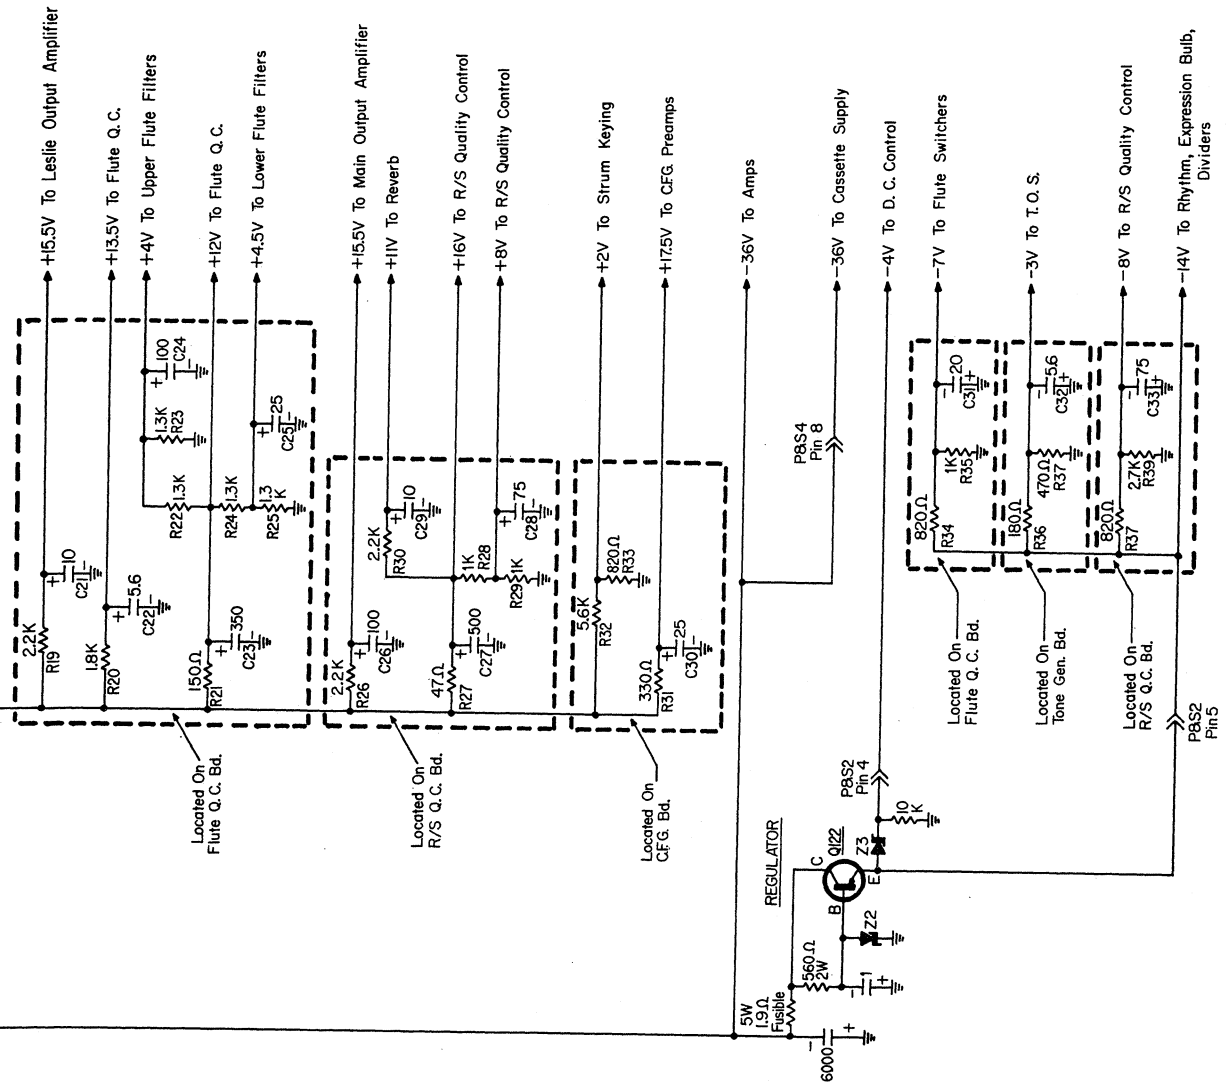 +15.5V To Leslie Output Amplifier
+13.5V To Flute Q.C.
+4V To Upper Flute Filters
+12V To Flute Q.C.
+4.5V To Lower Flute Filters
+15.5V To Main Output Amplifier
+11V To Reverb
+16V To R/S Quality Control
+8V To R/S Quality Control
+2V To Strum Keying
+17.5V To C.F.G. Preamps
-36V To Amps
-36V To Cassette Supply
-4V To D.C. Control
-7V To Flute Switchers
-3V To T.O.S.
-8V To R/S Quality Control
-14V To Rhythm, Expression Bulb,
Dividers
2.2K
R19
+
10
C21
-
1.8K
R20
+
5.6
C22
-
150Ω
R21
+
350
C23
-
R22
1.3K
1.3K
R23
+
100
C24
-
R24
1.3K
1.3
K
R25
+
25
C25
-
Located On
Flute Q.C. Bd.
2.2K
R26
+
100
C26
-
47Ω
R27
+
500
C27
-
2.2K
R30
+
10
C29
-
1K
R28
1K
R29
+
75
C28
-
Located On
R/S Q.C. Bd.
5.6K
R32
820Ω
R33
330Ω
R31
+
25
C30
-
Located On
C.F.G. Bd.
P&S4
Pin 8
820Ω
R34
1K
R35
-
20
C31
+
Located On
Flute Q.C. Bd.
180Ω
R36
470Ω
R37
-
5.6
C32
+
Located On
Tone Gen. Bd.
820Ω
R37
2.7K
R39
-
75
C33
+
Located On
R/S Q.C. Bd.
P&S2
Pin 4
P&S2
Pin 5
REGULATOR
Q122
C
B
E
Z3
10
K
Z2
560Ω
2W
-
1
+
5W
1.9Ω
Fusible
-
6000
+